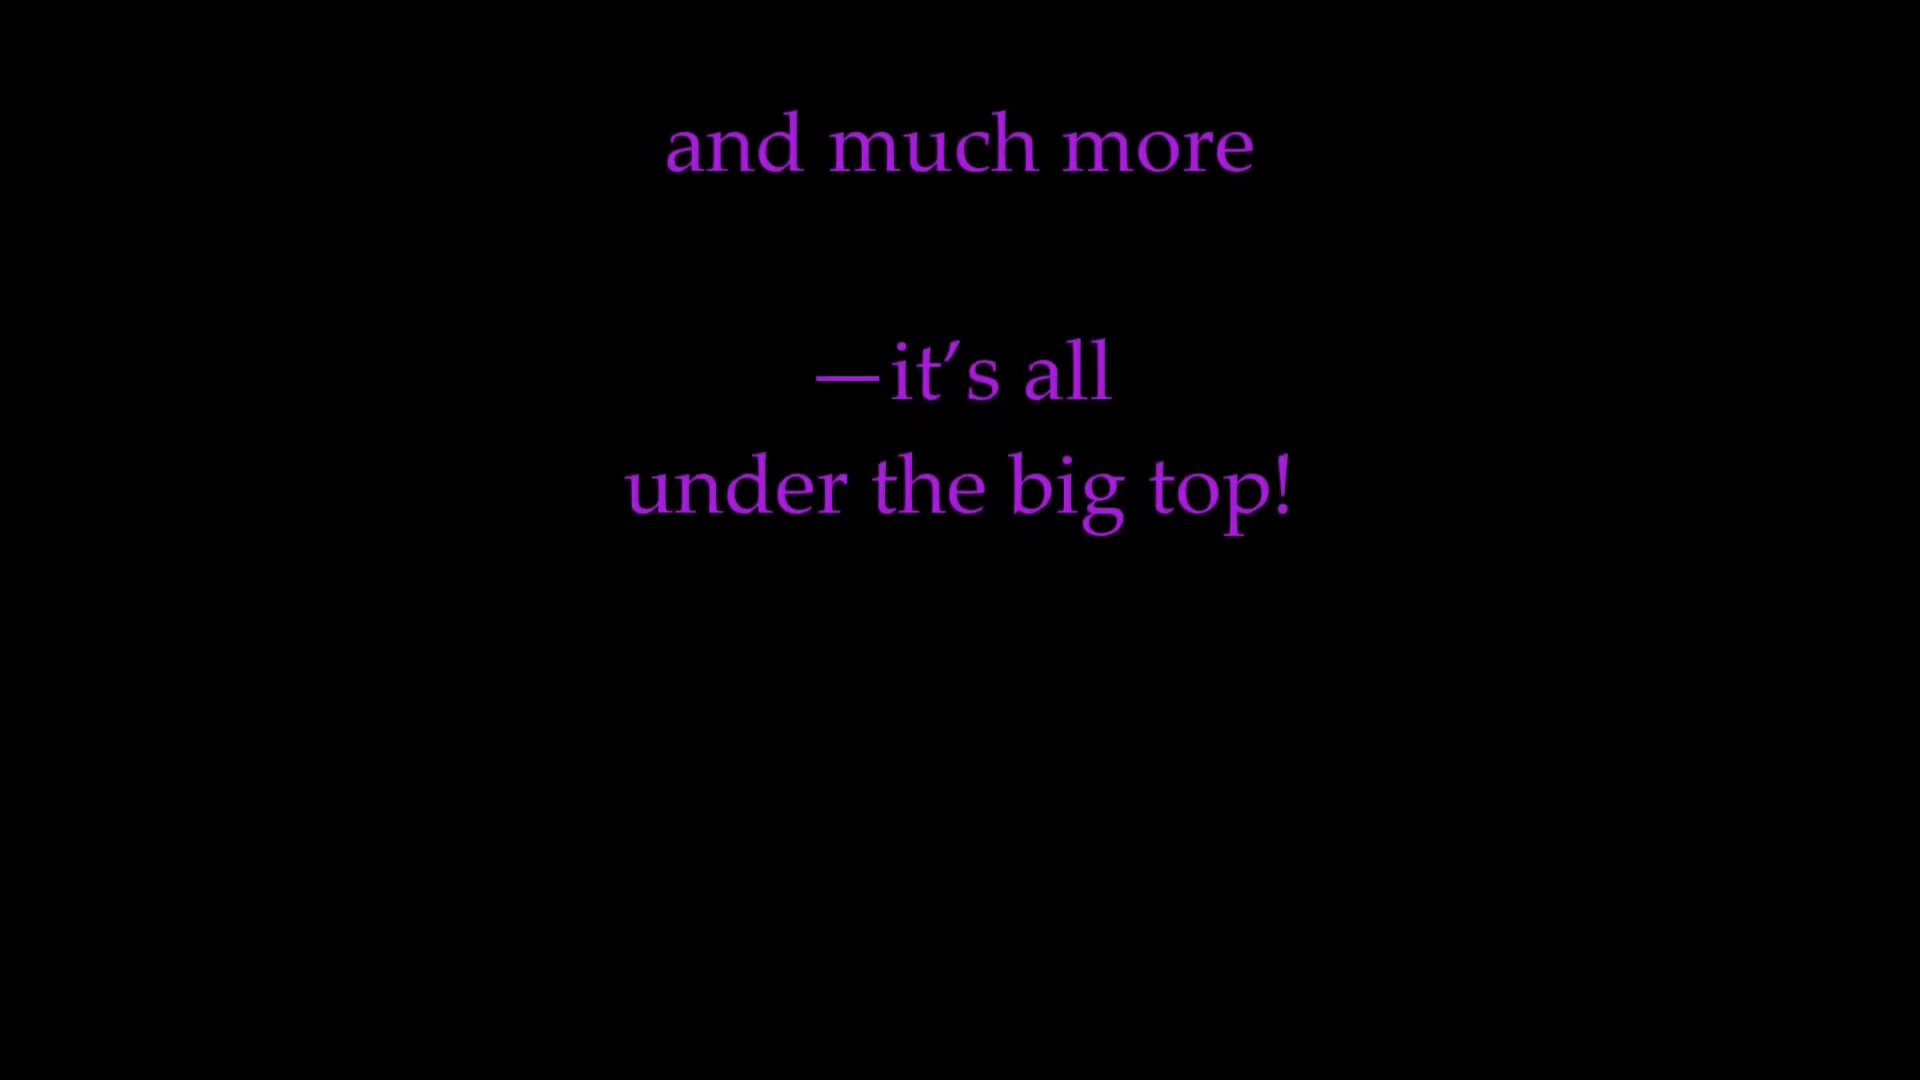 and much more
—it’s all
under the big top!